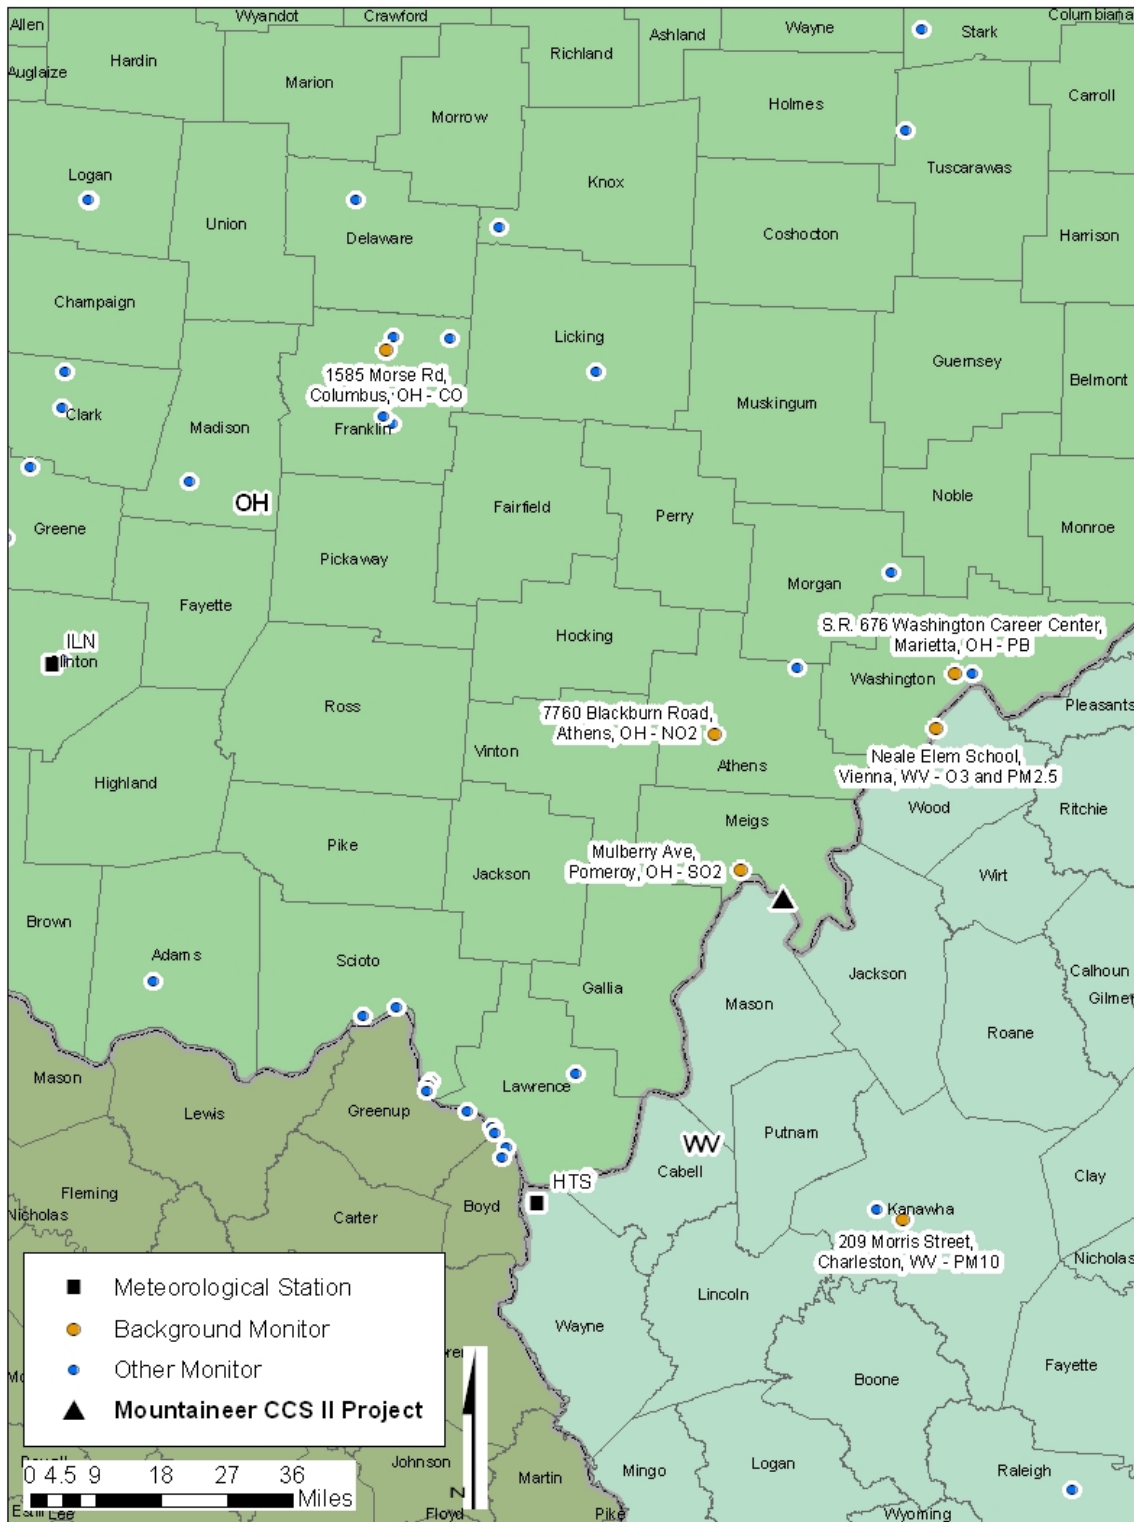 Allen
Wyandot
Crawford
Columbiana
Hardin
Marion
Richland
Ashland
Wayne
Stark
Auglaize
Morrow
Holmes
Carroll
Logan
Knox
Tuscarawas
Union
Delaware
Coshocton
Harrison
Champaign
Licking
Guernsey
1585 Morse Rd,
Columbus, OH - CO
Belmont
Clark
Madison
Franklin
Muskingum
OH
Fairfield
Perry
Noble
Greene
Monroe
Pickaway
Morgan
Fayette
Hocking
S.R. 676 Washington Career Center,
Marietta, OH - PB
ILN
Clinton
Washington
Pleasants
Ross
7760 Blackburn Road,
Athens, OH - NO2
Vinton
Athens
Neale Elem School,
Vienna, WV - O3 and PM2.5
Highland
Wood
Ritchie
Meigs
Pike
Mulberry Ave,
Pomeroy, OH - SO2
Jackson
Wirt
Brown
Adams
Scioto
Jackson
Calhoun
Gallia
Mason
Gilmer
Roane
Mason
Lewis
Greenup
Lawrence
Putnam
WV
Cabell
HTS
Clay
Fleming
Nicholas
Carter
Boyd
Kanawha
209 Morris Street,
Charleston, WV - PM10
Nicholas
Lincoln
Wayne
Boone
Fayette
Meteorological Station
Background Monitor
Other Monitor
Mountaineer CCS II Project
Johnson
Martin
Mingo
Logan
Raleigh
0 4.5 9 18 27 36
Miles
N
Estill
Lee
Floyd
Pike
Wyoming